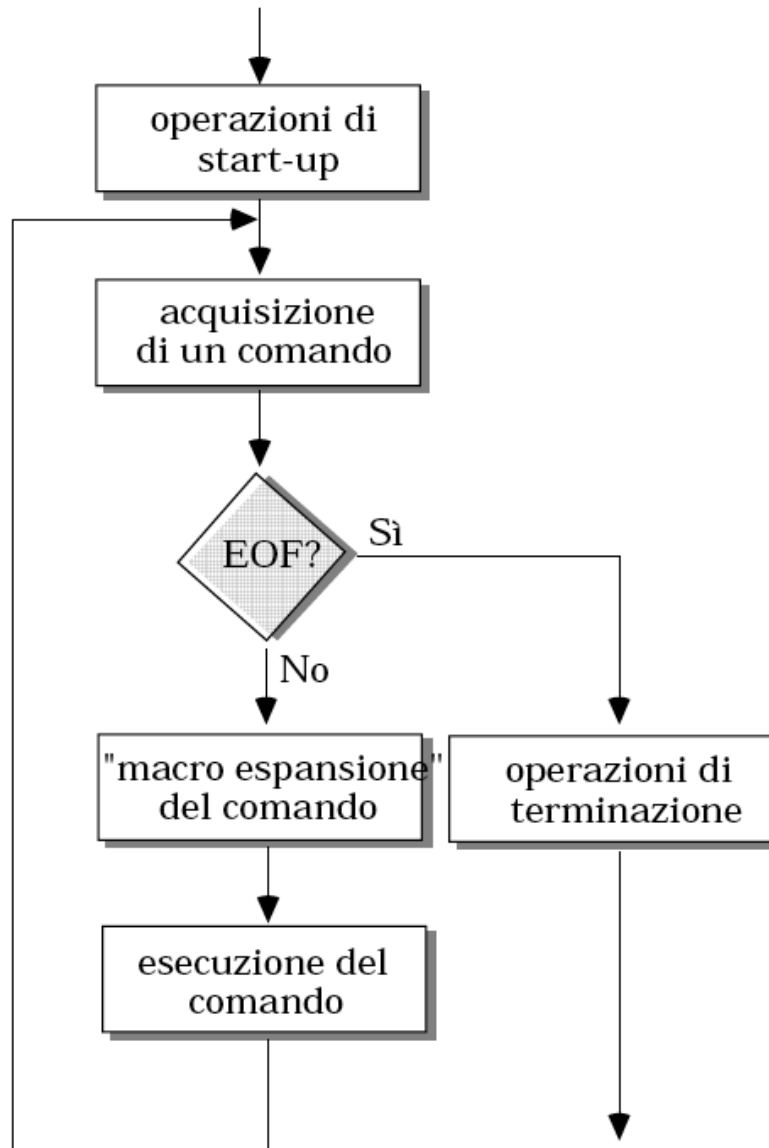 operazioni di
start-up
acquisizione
di un comando
EOF?
Sì
No
"macro espansione"
del comando
operazioni di
terminazione
esecuzione del
comando